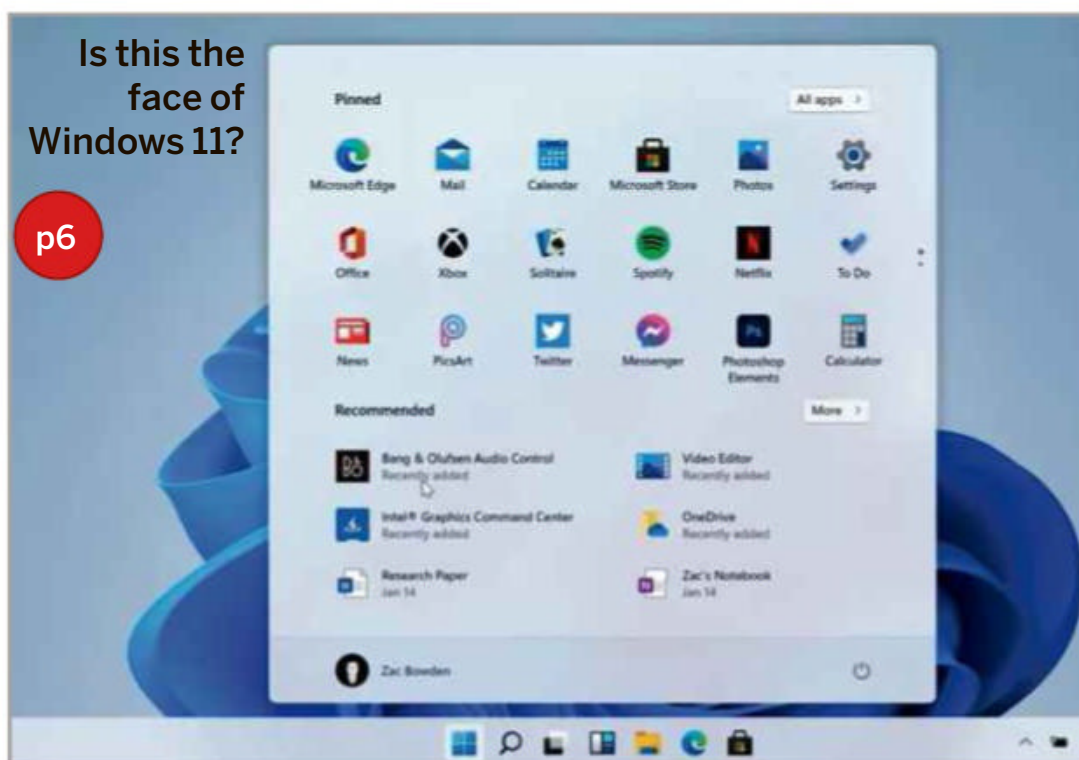 Is this the
face of
Windows 11?
p6
Pinned
All apps >
Microsoft Edge Mail Calendar Microsoft Store Photos Settings
Office Xbox Solitaire Spotify Netflix To Do
News PicsArt Twitter Messenger Photoshop Elements Calculator
Recommended
More >
Bang & Olufsen Audio Control
Recently added
Video Editor
Recently added
Intel® Graphics Command Center
Recently added
OneDrive
Recently added
Research Paper
Jan 14
Zac's Notebook
Jan 14
Zac Bowden